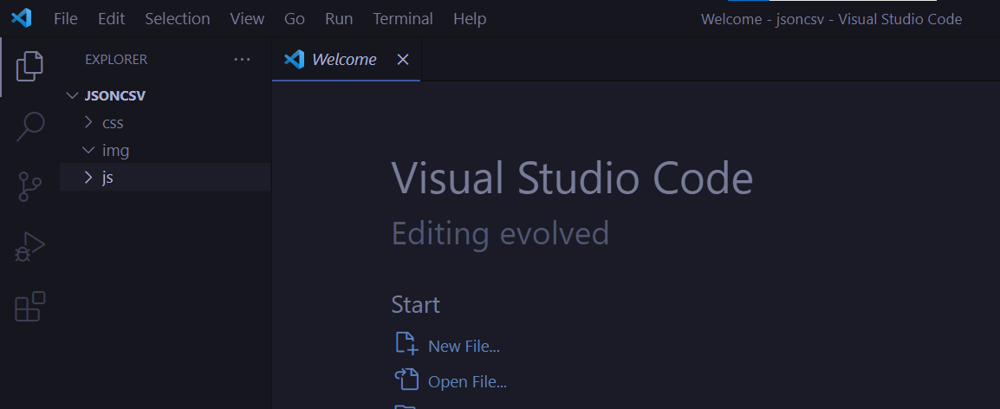 File Edit Selection View Go Run Terminal Help Welcome - jsoncsv - Visual Studio Code
EXPLORER
Welcome
JSONCSV
css
img
js
Visual Studio Code
Editing evolved
Start
New File...
Open File...